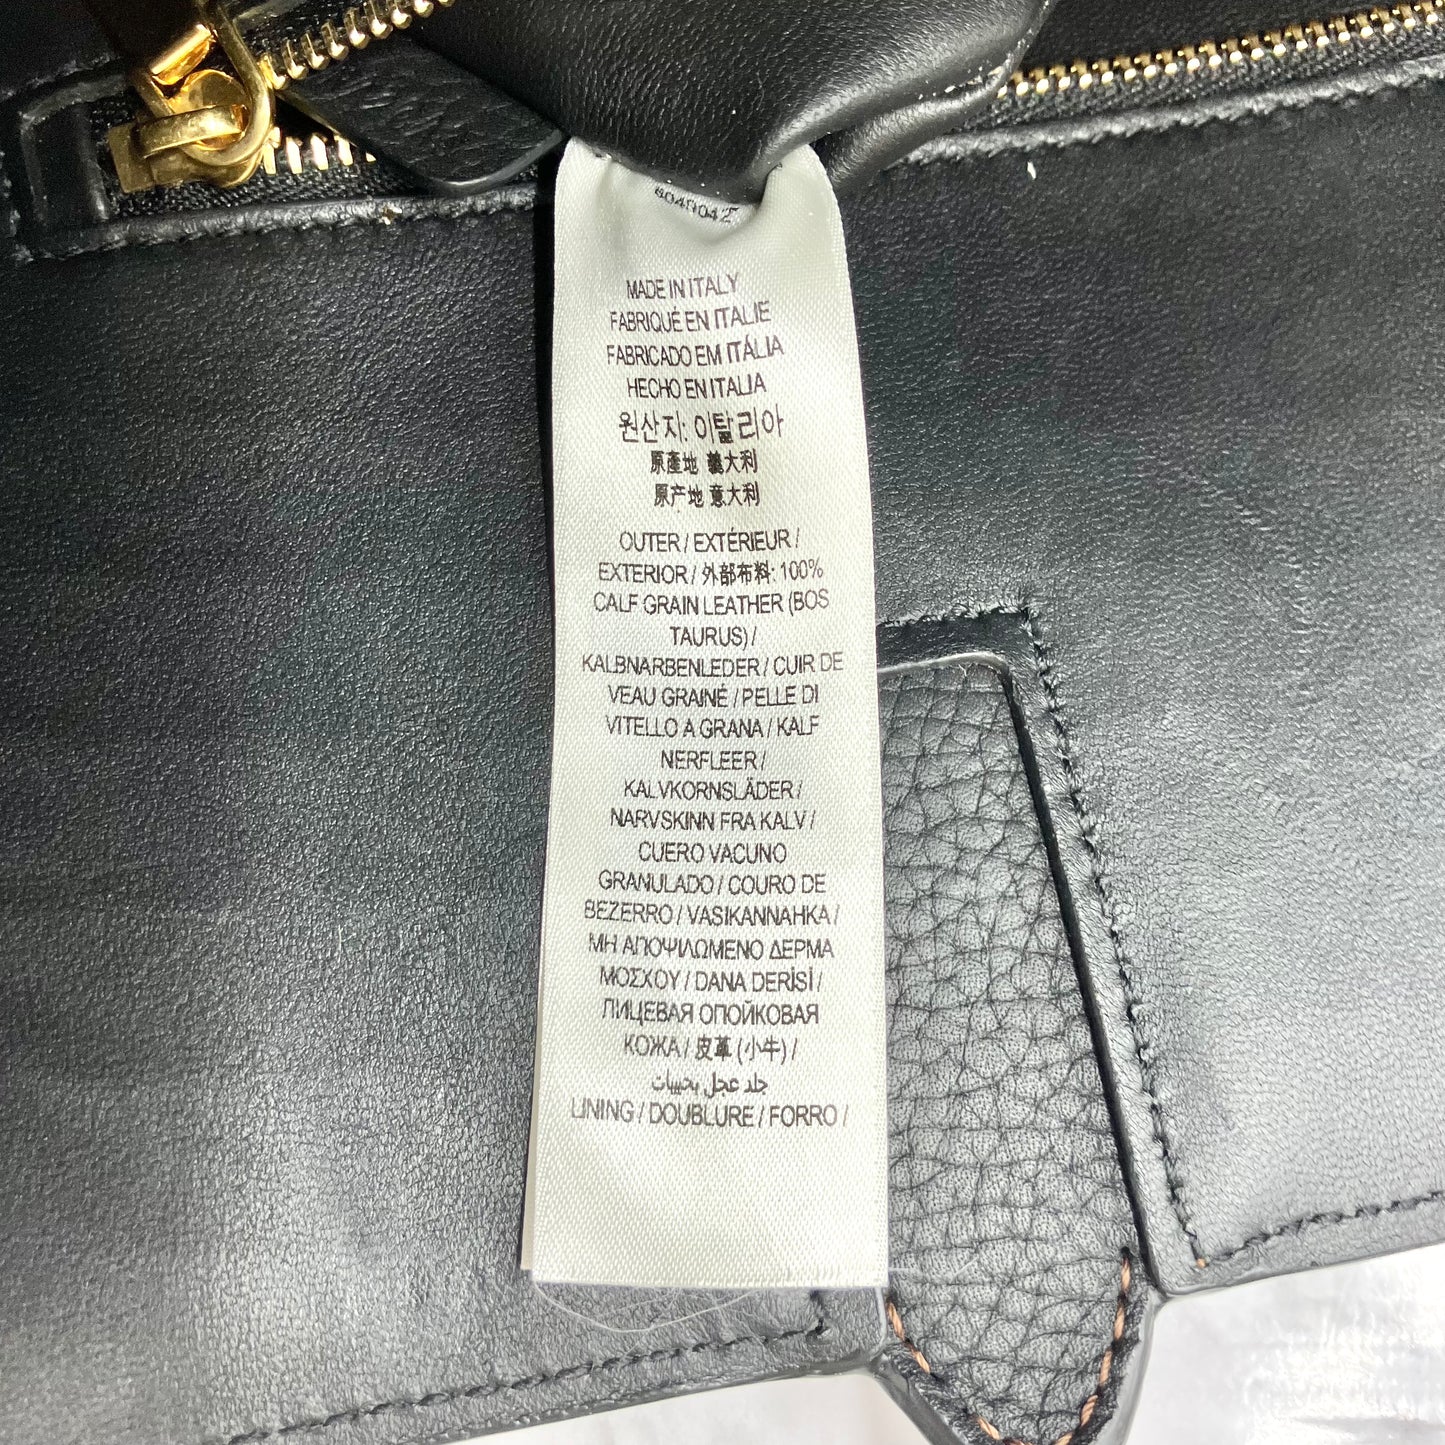 MADE IN ITALY
FABRIQUÉ EN ITALIE
FABRICADO EM ITÁLIA
HECHO EN ITALIA
원산지: 이탈리아
原產地 義大利
原产地 意大利
OUTER / EXTÉRIEUR /
EXTERIOR / 外部布料: 100%
CALF GRAIN LEATHER (BOS
TAURUS) /
KALBNARBENLEDER / CUIR DE
VEAU GRAINÉ / PELLE DI
VITELLO A GRANA / KALF
NERFLEER /
KALVKORNSLÄDER /
NARVSKINN FRA KALV /
CUERO VACUNO
GRANULADO / COURO DE
BEZERRO / VASIKANNAHKA /
ΜΗ ΑΠΟΨΙΛΩΜΕΝΟ ΔΕΡΜΑ
ΜΟΣΧΟΥ / DANA DERİSİ /
ЛИЦЕВАЯ ОПОЙКОВАЯ
КОЖА / 皮革 (小牛) /
جلد عجل بحبيبات
LINING / DOUBLURE / FORRO /